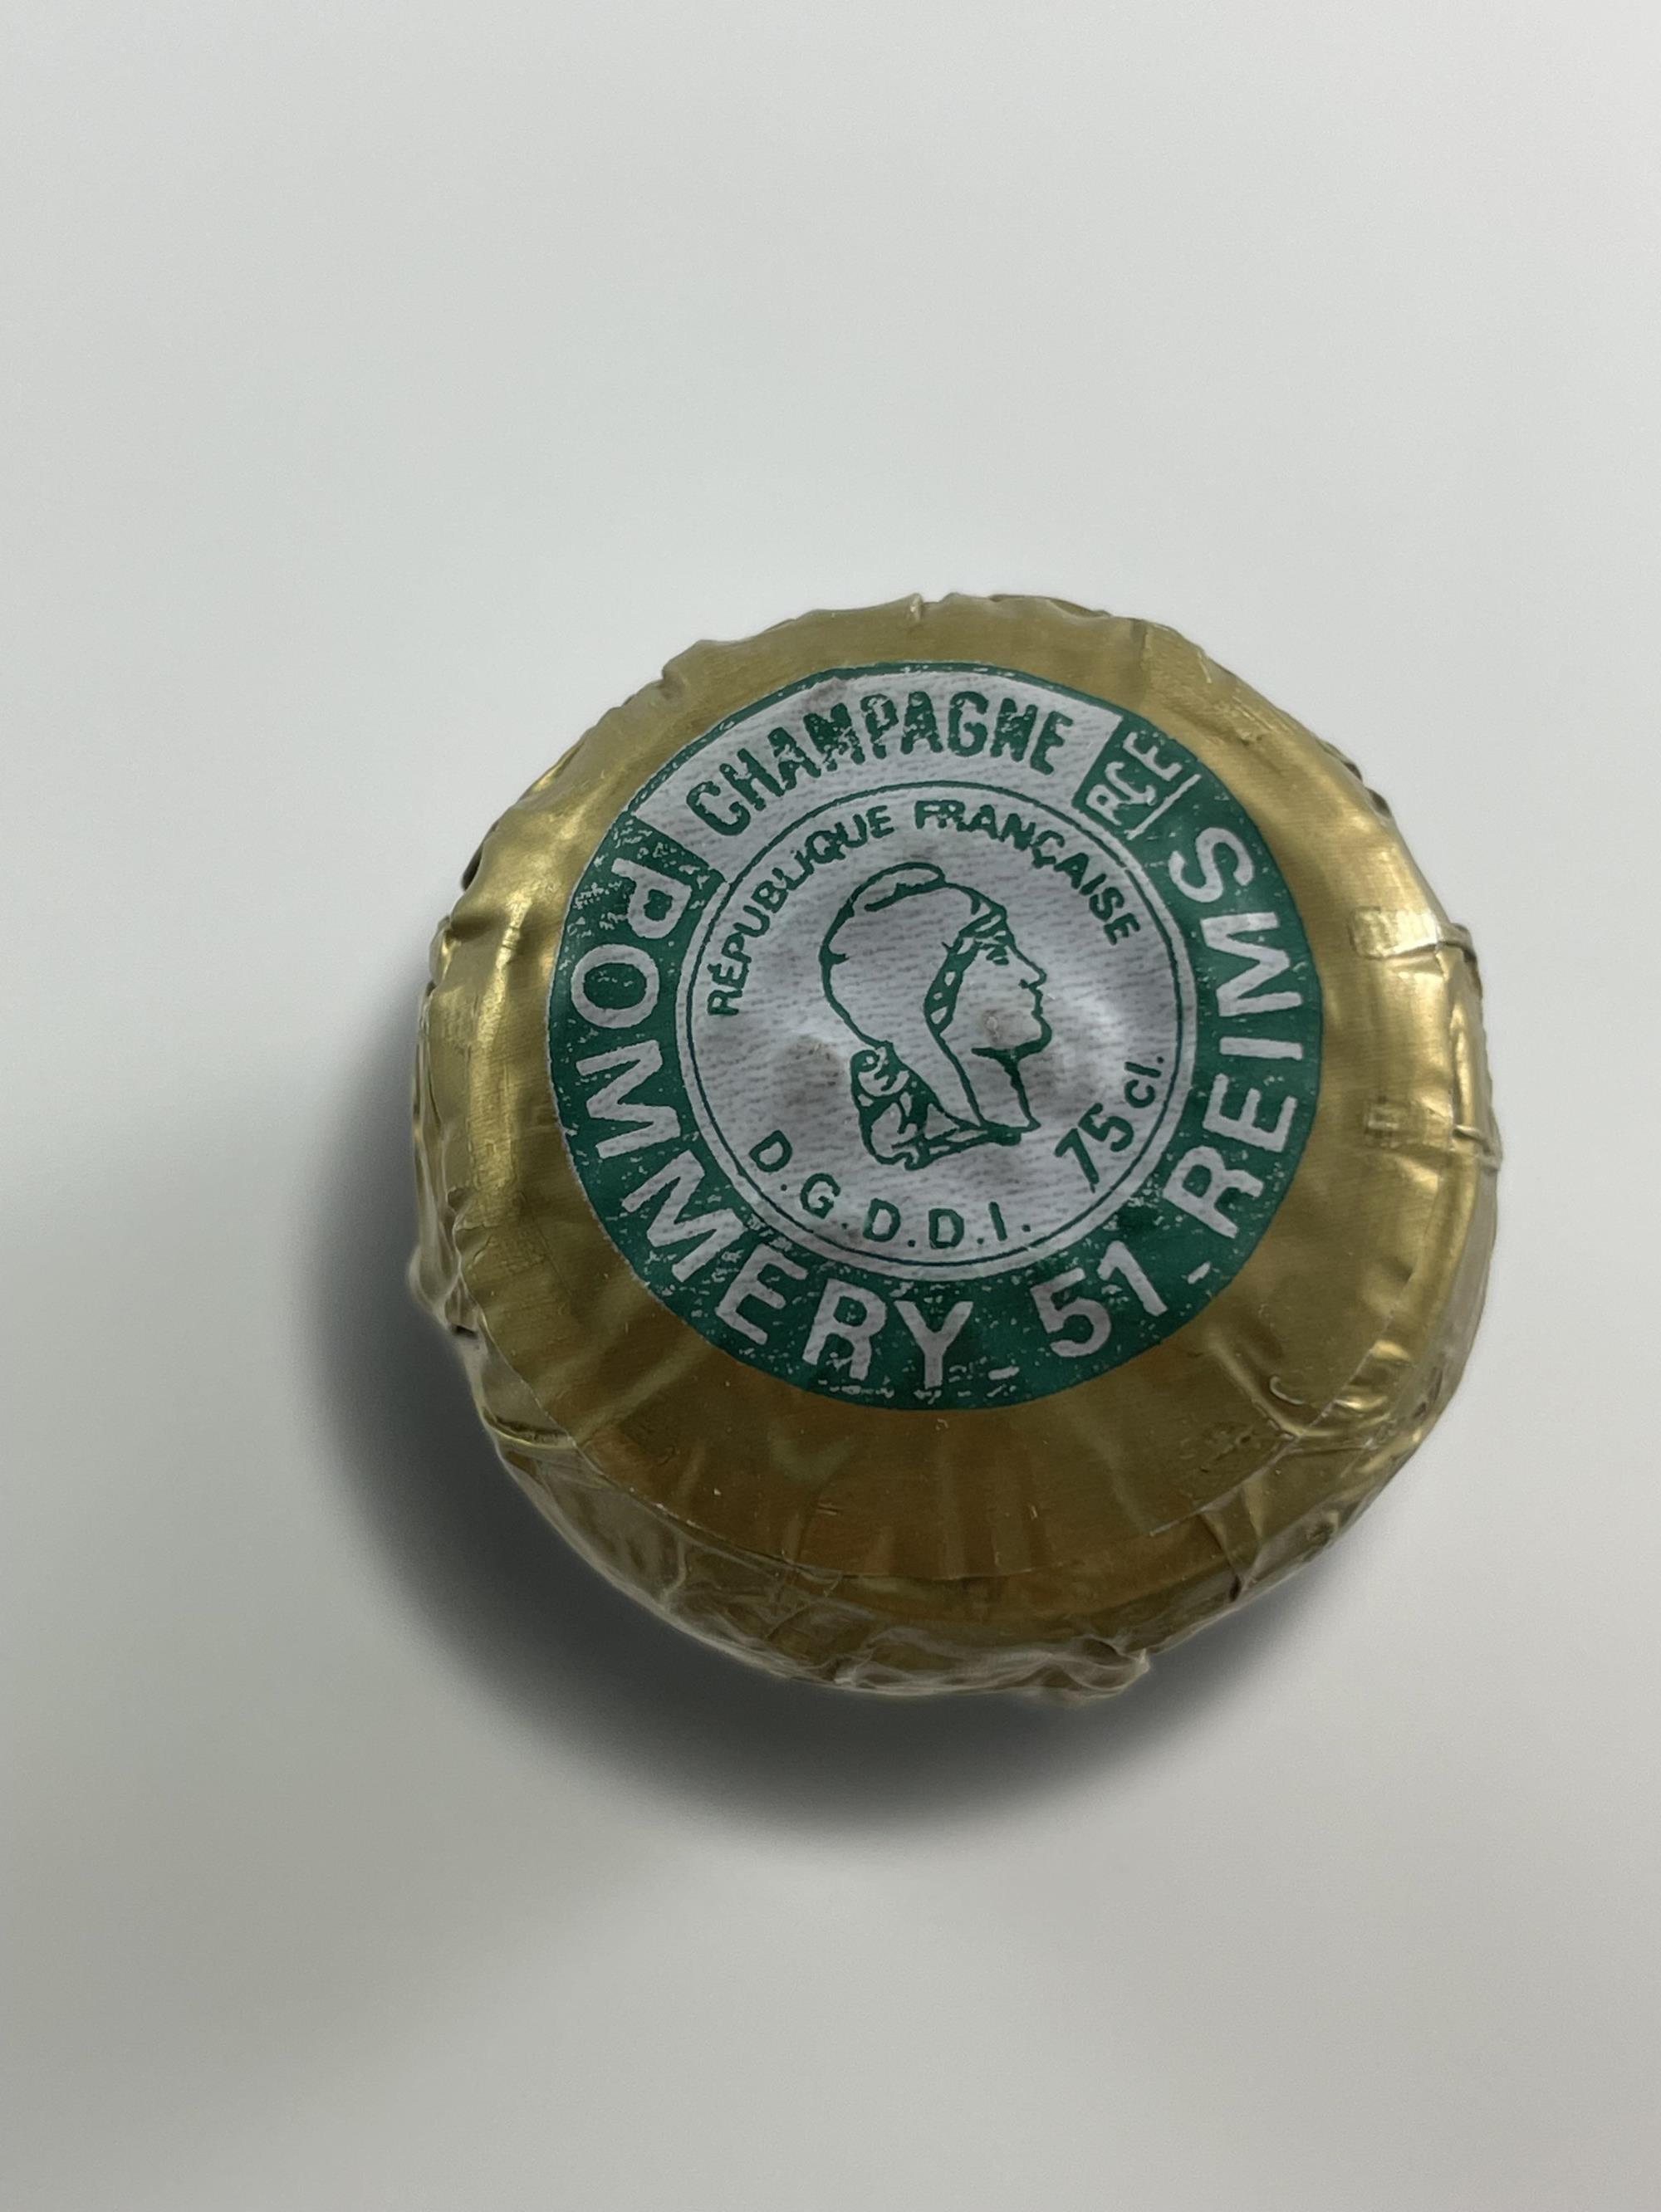 CHAMPAGNE
RCE
POMMERY - 51 - REIMS
RÉPUBLIQUE FRANÇAISE
75 cl.
D.G.D.D.I.